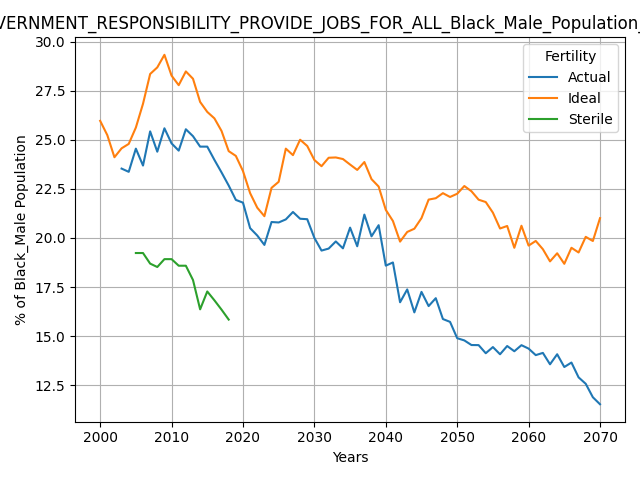 VERNMENT_RESPONSIBILITY_PROVIDE_JOBS_FOR_ALL_Black_Male_Population_
30.0
27.5
25.0
22.5
20.0
17.5
15.0
12.5
% of Black_Male Population
Fertility
Actual
Ideal
Sterile
2000 2010 2020 2030 2040 2050 2060 2070
Years